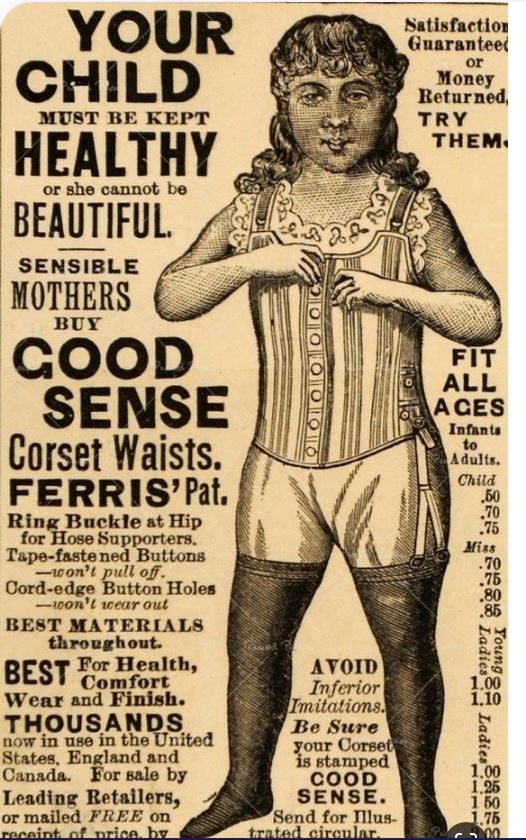 YOUR
CHILD
MUST BE KEPT
HEALTHY
or she cannot be
BEAUTIFUL.
SENSIBLE
MOTHERS
BUY
GOOD
SENSE
Corset Waists.
FERRIS' Pat.
Ring Buckle at Hip
for Hose Supporters.
Tape-fastened Buttons
—won't pull off.
Cord-edge Button Holes
—won't wear out
BEST MATERIALS
throughout.
BEST For Health,
Comfort
Wear and Finish.
THOUSANDS
now in use in the United
States, England and
Canada. For sale by
Leading Retailers,
or mailed FREE on
receipt of price, by
Satisfaction
Guaranteed
or
Money
Returned,
TRY
THEM.
FIT
ALL
AGES
Infants
to
Adults.
Child
.50
.70
.75
Miss
.70
.75
.80
.85
Young
Ladies
1.00
1.10
Ladies
1.00
1.25
1 50
1.75
AVOID
Inferior
Imitations.
Be Sure
your Corset
is stamped
GOOD
SENSE.
Send for Illus-
trated circular.